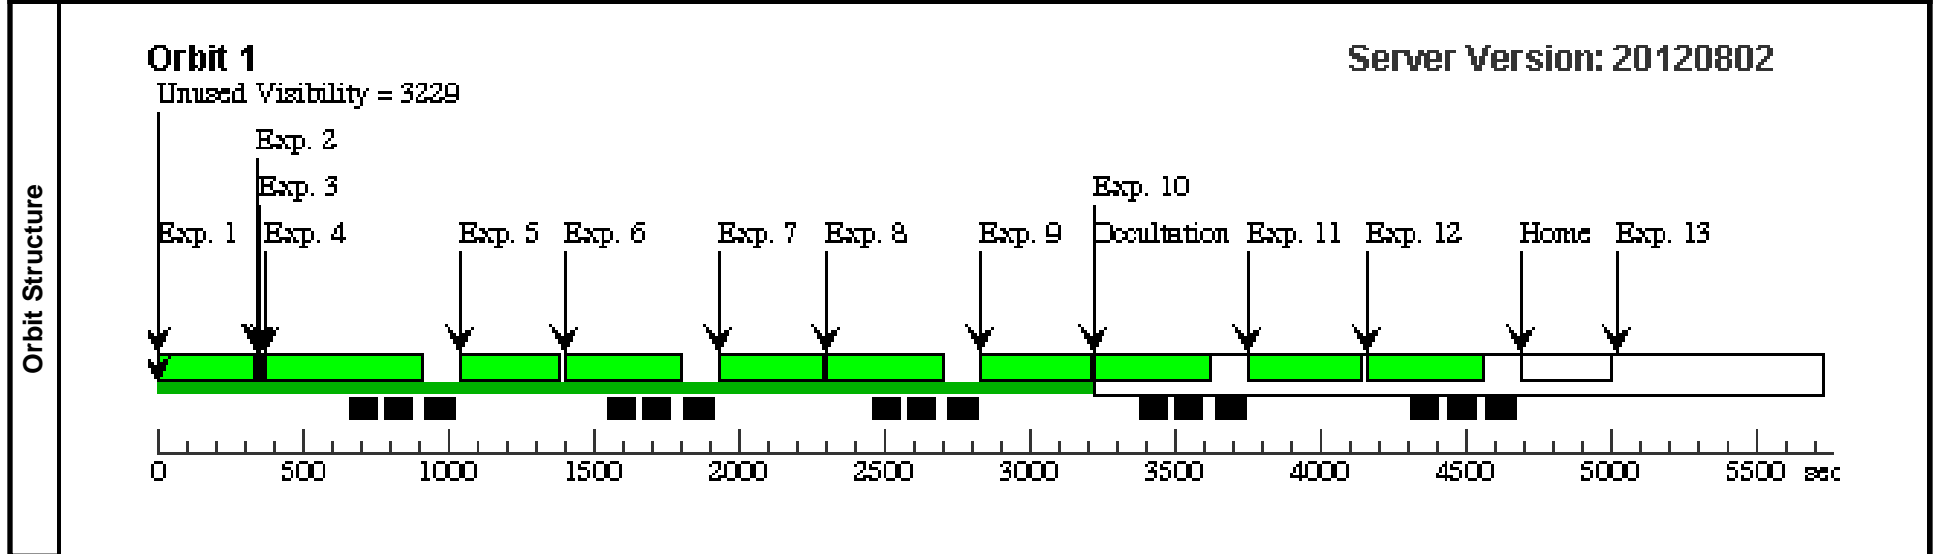 Orbit 1 Server Version: 20120802
Unused Visibility = 3229
Exp. 2
Exp. 3 Exp. 10
Exp. 1 Exp. 4 Exp. 5 Exp. 6 Exp. 7 Exp. 8 Exp. 9 Occultation Exp. 11 Exp. 12 Home Exp. 13
Orbit Structure
0 500 1000 1500 2000 2500 3000 3500 4000 4500 5000 5500 sec